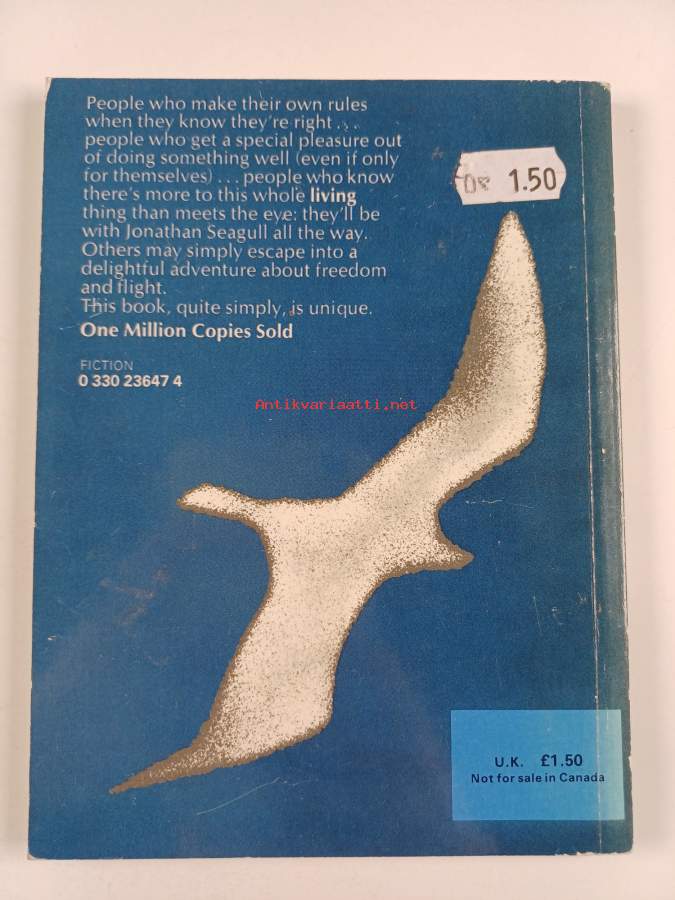 People who make their own rules
when they know they're right ...
people who get a special pleasure out
of doing something well (even if only
for themselves) ... people who know
there's more to this whole living
thing than meets the eye: they'll be
with Jonathan Seagull all the way.
Others may simply escape into a
delightful adventure about freedom
and flight.
This book, quite simply, is unique.
One Million Copies Sold
FICTION
0 330 23647 4
1.50
Antikvariaatti.net
U.K. £1.50
Not for sale in Canada